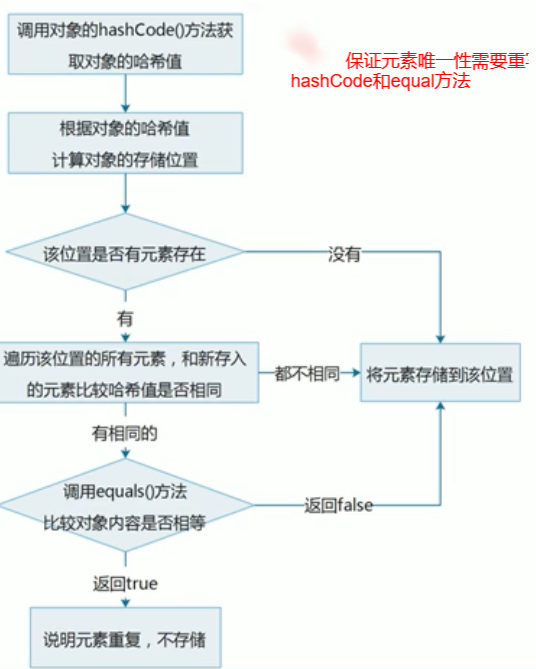 调用对象的hashCode()方法获
取对象的哈希值
保证元素唯一性需要重
hashCode和equal方法
根据对象的哈希值
计算对象的存储位置
该位置是否有元素存在
没有
有
遍历该位置的所有元素，和新存入
的元素比较哈希值是否相同
都不相同
将元素存储到该位置
有相同的
调用equals()方法
比较对象内容是否相等
返回false
返回true
说明元素重复，不存储